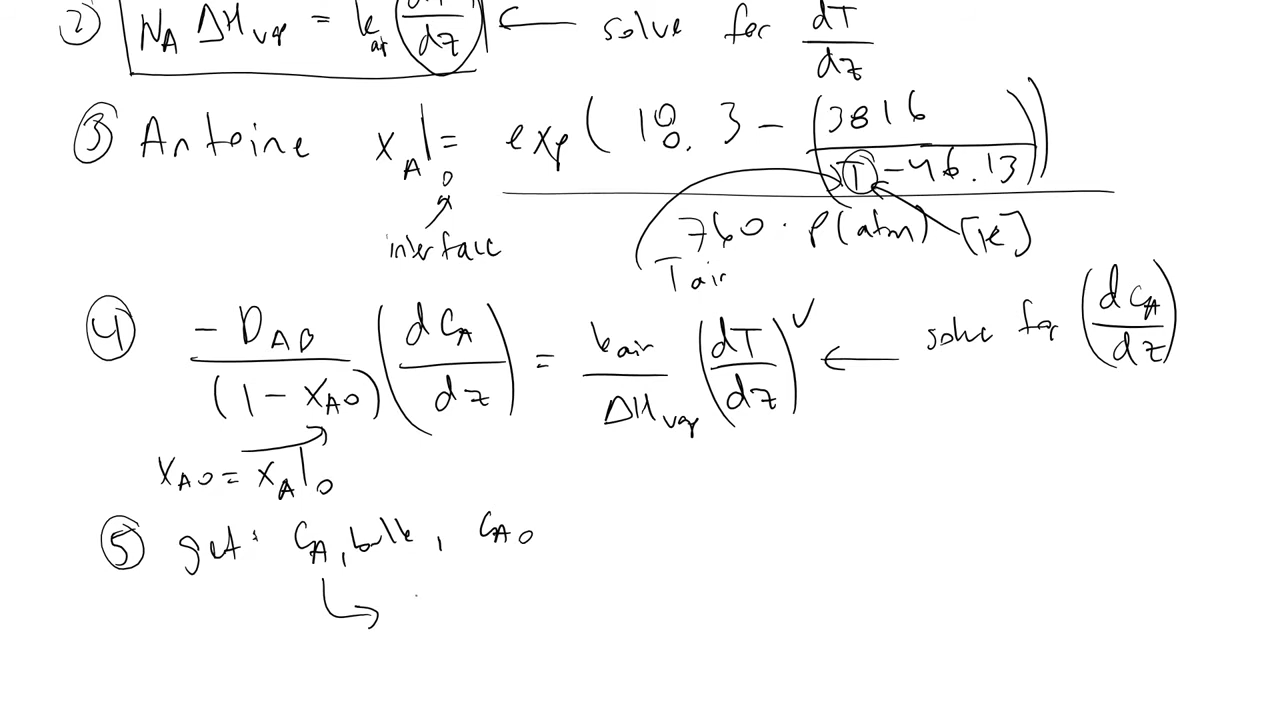 ② N_A ΔH_vap = k_air (dT/dz) ← solve for dT/dz
③ Antoine x_A|_0 = exp(18.3 − (3816/(T − 46.13))) / 760 · P(atm) [K]
interface
T air
④ −D_AB/(1 − x_A0) (dC_A/dz) = k_air/ΔH_vap (dT/dz) ✓ ← solve for (dC_A/dz)
x_A0 = x_A|_0
⑤ get: C_A,bulk, C_A0